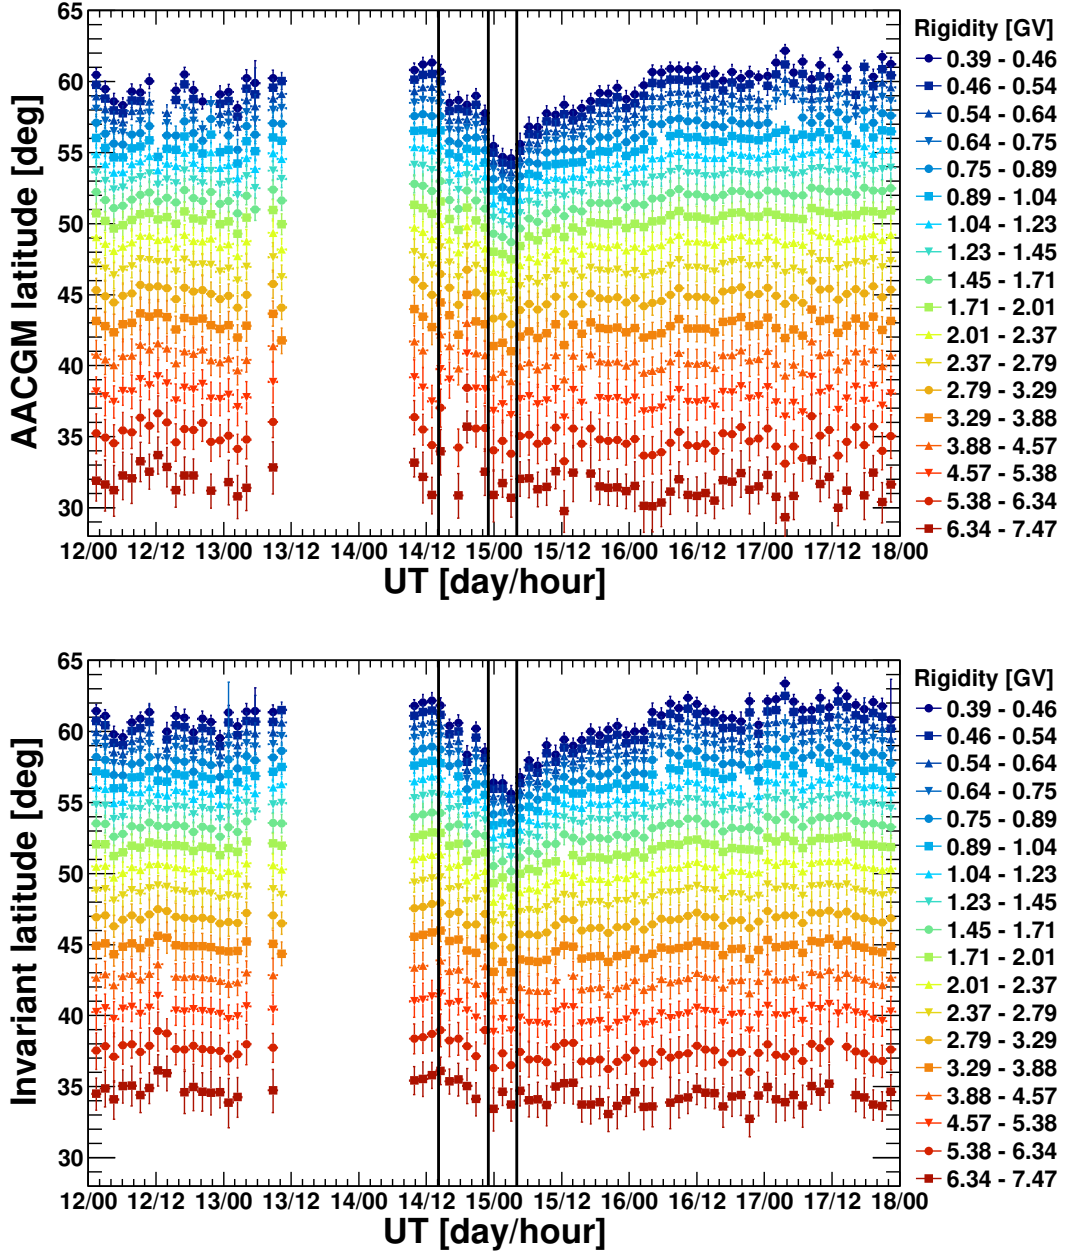 65
60
55
50
45
40
35
30
AACGM latitude [deg]
12/00 12/12 13/00 13/12 14/00 14/12 15/00 15/12 16/00 16/12 17/00 17/12 18/00
UT [day/hour]
Rigidity [GV]
0.39 - 0.46
0.46 - 0.54
0.54 - 0.64
0.64 - 0.75
0.75 - 0.89
0.89 - 1.04
1.04 - 1.23
1.23 - 1.45
1.45 - 1.71
1.71 - 2.01
2.01 - 2.37
2.37 - 2.79
2.79 - 3.29
3.29 - 3.88
3.88 - 4.57
4.57 - 5.38
5.38 - 6.34
6.34 - 7.47
65
60
55
50
45
40
35
30
Invariant latitude [deg]
12/00 12/12 13/00 13/12 14/00 14/12 15/00 15/12 16/00 16/12 17/00 17/12 18/00
UT [day/hour]
Rigidity [GV]
0.39 - 0.46
0.46 - 0.54
0.54 - 0.64
0.64 - 0.75
0.75 - 0.89
0.89 - 1.04
1.04 - 1.23
1.23 - 1.45
1.45 - 1.71
1.71 - 2.01
2.01 - 2.37
2.37 - 2.79
2.79 - 3.29
3.29 - 3.88
3.88 - 4.57
4.57 - 5.38
5.38 - 6.34
6.34 - 7.47